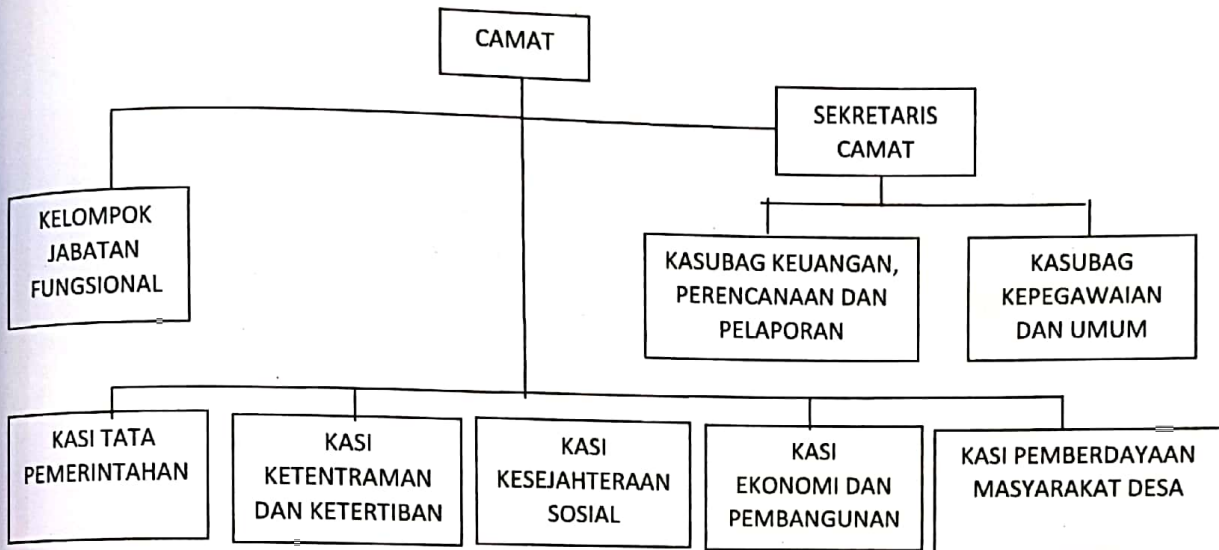 CAMAT
SEKRETARIS
CAMAT
KELOMPOK
JABATAN
FUNGSIONAL
KASUBAG KEUANGAN,
PERENCANAAN DAN
PELAPORAN
KASUBAG
KEPEGAWAIAN
DAN UMUM
KASI TATA
PEMERINTAHAN
KASI
KETENTRAMAN
DAN KETERTIBAN
KASI
KESEJAHTERAAN
SOSIAL
KASI
EKONOMI DAN
PEMBANGUNAN
KASI PEMBERDAYAAN
MASYARAKAT DESA